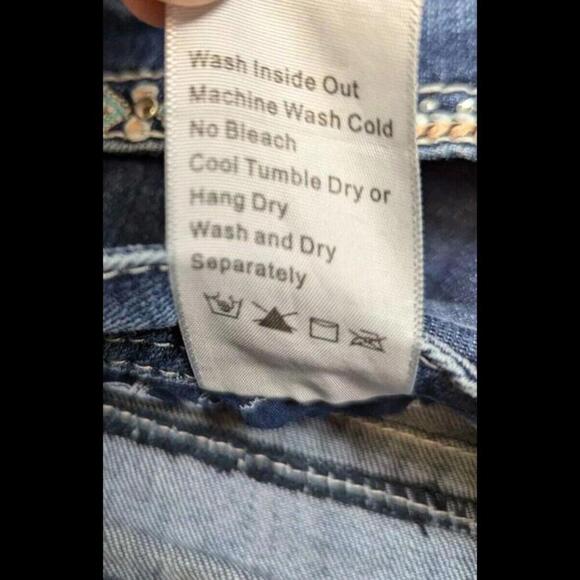 Wash Inside Out
Machine Wash Cold
No Bleach
Cool Tumble Dry or
Hang Dry
Wash and Dry
Separately